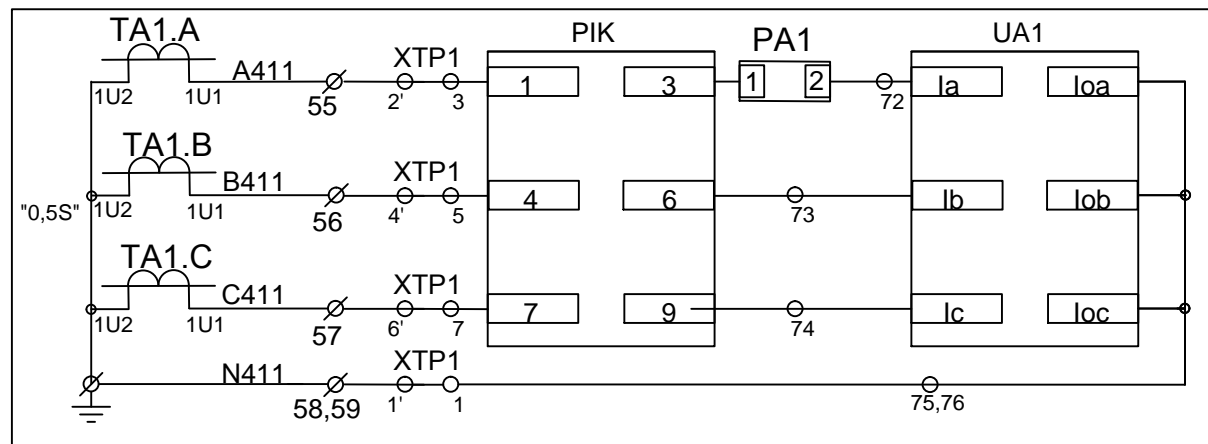 TA1.A
PIK
PA1
UA1
XTP1
A411
1U2
1U1
55
2'
3
1
3
1
2
72
Ia
Ioa
TA1.B
XTP1
B411
"0,5S"
1U2
1U1
56
4'
5
4
6
73
Ib
Iob
TA1.C
XTP1
C411
1U2
1U1
57
6'
7
7
9
74
Ic
Ioc
XTP1
N411
58,59
1'
1
75,76